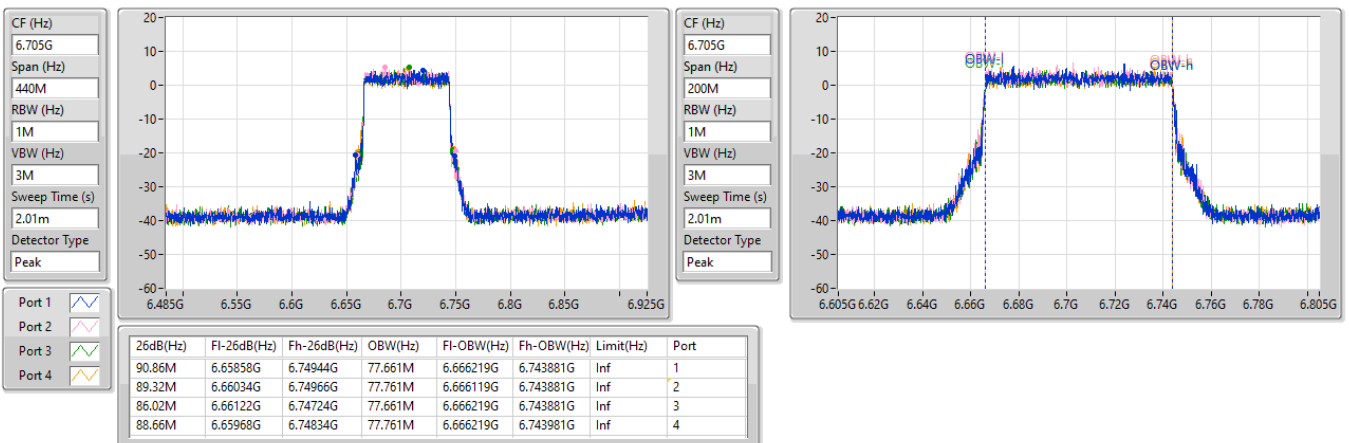 CF (Hz)
6.705G
Span (Hz)
440M
RBW (Hz)
1M
VBW (Hz)
3M
Sweep Time (s)
2.01m
Detector Type
Peak
20
10
0
-10
-20
-30
-40
-50
-60
6.485G 6.55G 6.6G 6.65G 6.7G 6.75G 6.8G 6.85G 6.925G
CF (Hz)
6.705G
Span (Hz)
200M
RBW (Hz)
1M
VBW (Hz)
3M
Sweep Time (s)
2.01m
Detector Type
Peak
20
10
0
-10
-20
-30
-40
-50
-60
OBW-l OBW-h
6.605G 6.62G 6.64G 6.66G 6.68G 6.7G 6.72G 6.74G 6.76G 6.78G 6.805G
Port 1
Port 2
Port 3
Port 4
26dB(Hz) Fl-26dB(Hz) Fh-26dB(Hz) OBW(Hz) Fl-OBW(Hz) Fh-OBW(Hz) Limit(Hz) Port
90.86M 6.65858G 6.74944G 77.661M 6.666219G 6.743881G Inf 1
89.32M 6.66034G 6.74966G 77.761M 6.666119G 6.743881G Inf 2
86.02M 6.66122G 6.74724G 77.661M 6.666219G 6.743881G Inf 3
88.66M 6.65968G 6.74834G 77.761M 6.666219G 6.743981G Inf 4